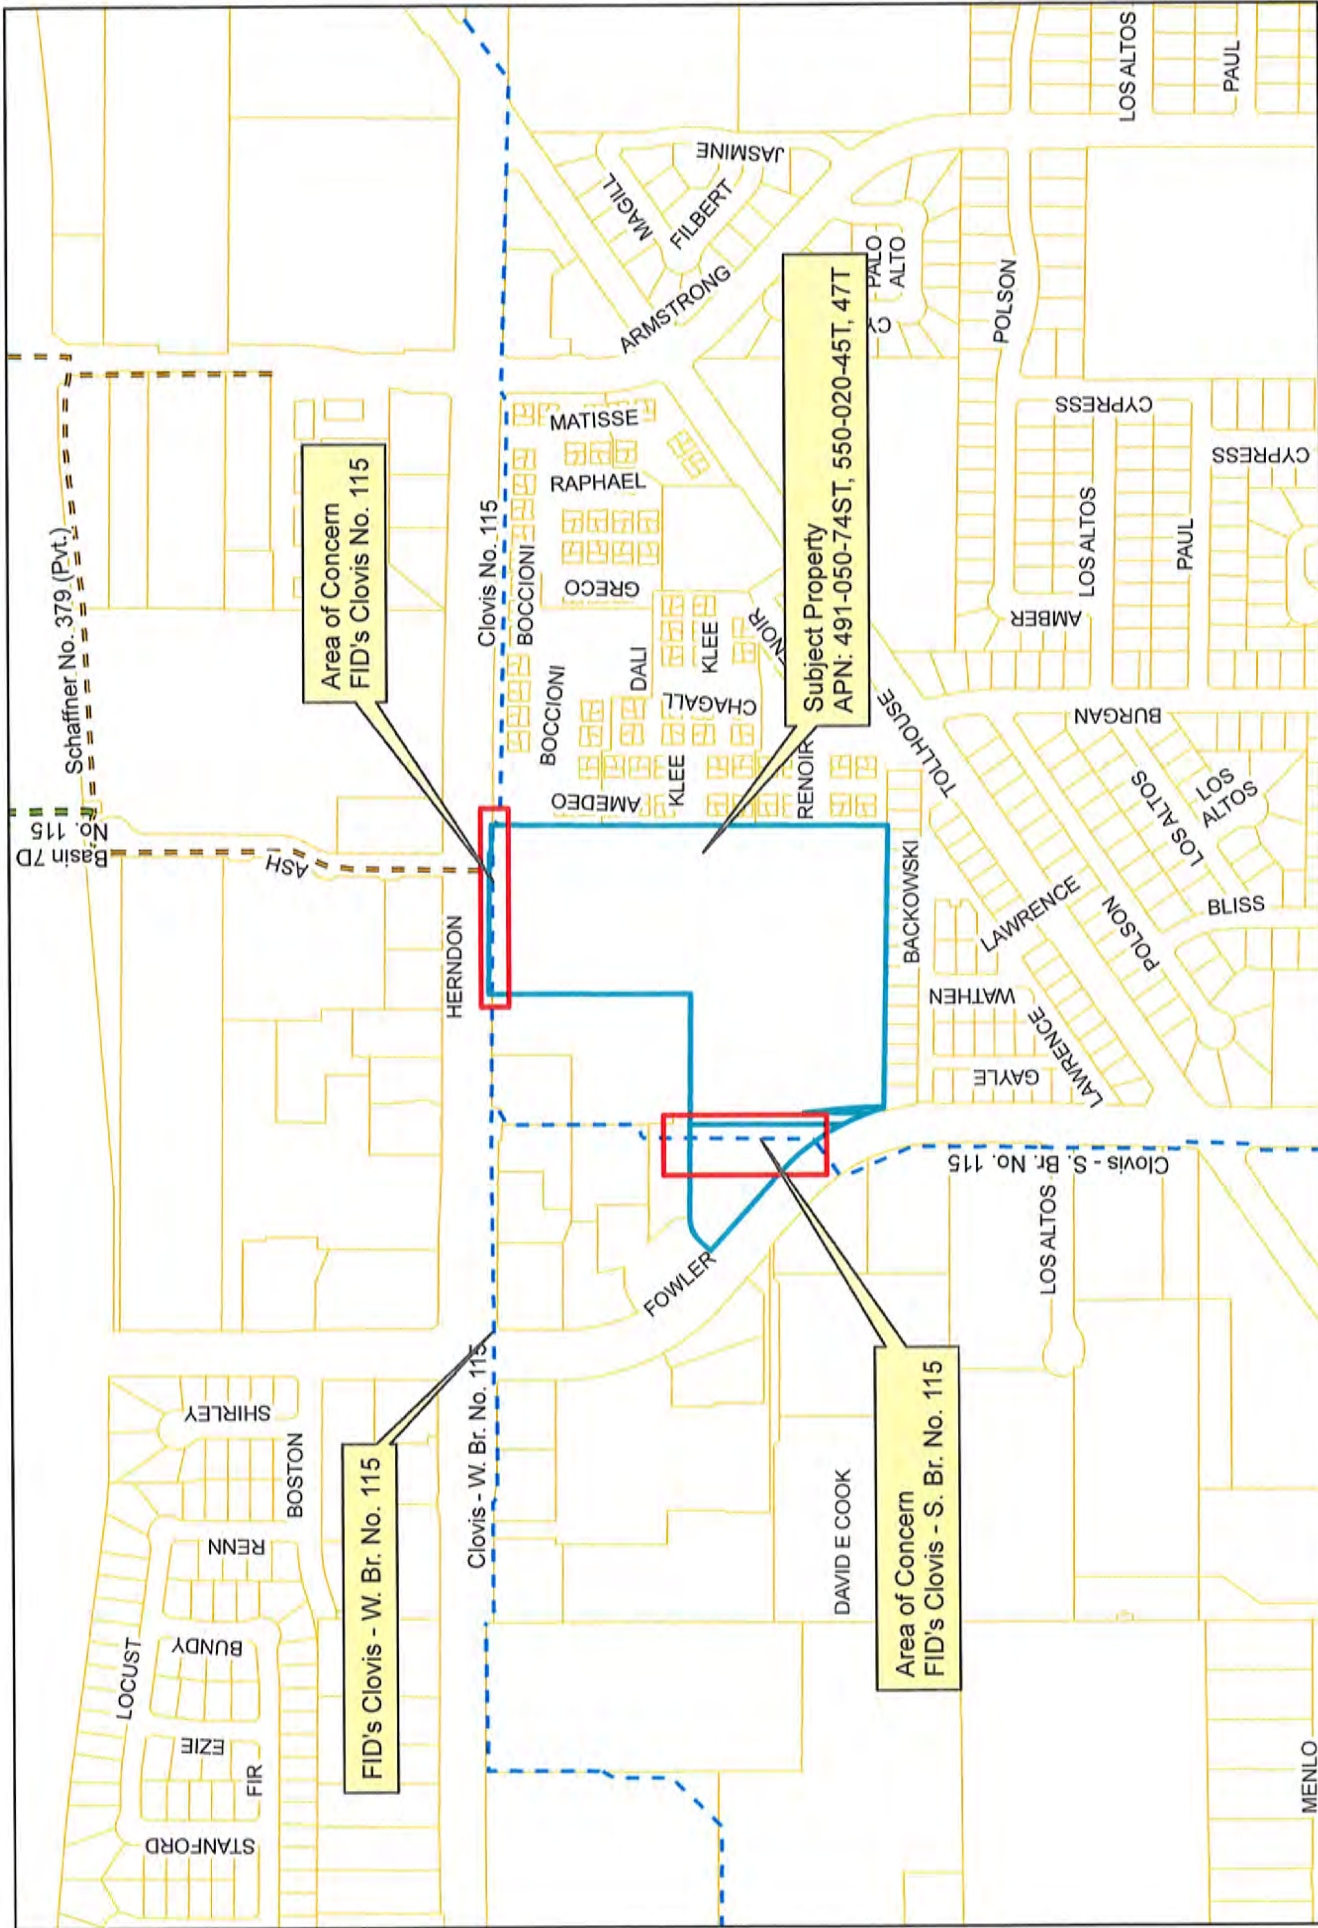 Schaffner No. 379 (Pvt.)
Basin 7D
No. 115
ASH
HERNDON
Area of Concern
FID's Clovis No. 115
Clovis No. 115
FID's Clovis - W. Br. No. 115
Clovis - W. Br. No. 115
Subject Property
APN: 491-050-74ST, 550-020-45T, 47T
Area of Concern
FID's Clovis - S. Br. No. 115
Clovis - S. Br. No. 115
LOCUST
STANFORD
FIR
EZIE
BUNDY
RENN
BOSTON
SHIRLEY
FOWLER
DAVID E COOK
LOS ALTOS
MENLO
BOCCIONI
BOCCIONI
MATISSE
RAPHAEL
GRECO
DALI
KLEE
CHAGALL
AMEDEO
KLEE
RENOIR
ENOIR
TOLLHOUSE
BACKOWSKI
LAWRENCE
WATHEN
GAYLE
LAWRENCE
POLSON
BLISS
LOS ALTOS
LOS
ALTOS
BURGAN
AMBER
LOS ALTOS
PAUL
CYPRESS
CYPRESS
POLSON
PALO
ALTO
CY
ARMSTRONG
MAGILL
FILBERT
JASMINE
LOS ALTOS
PAUL